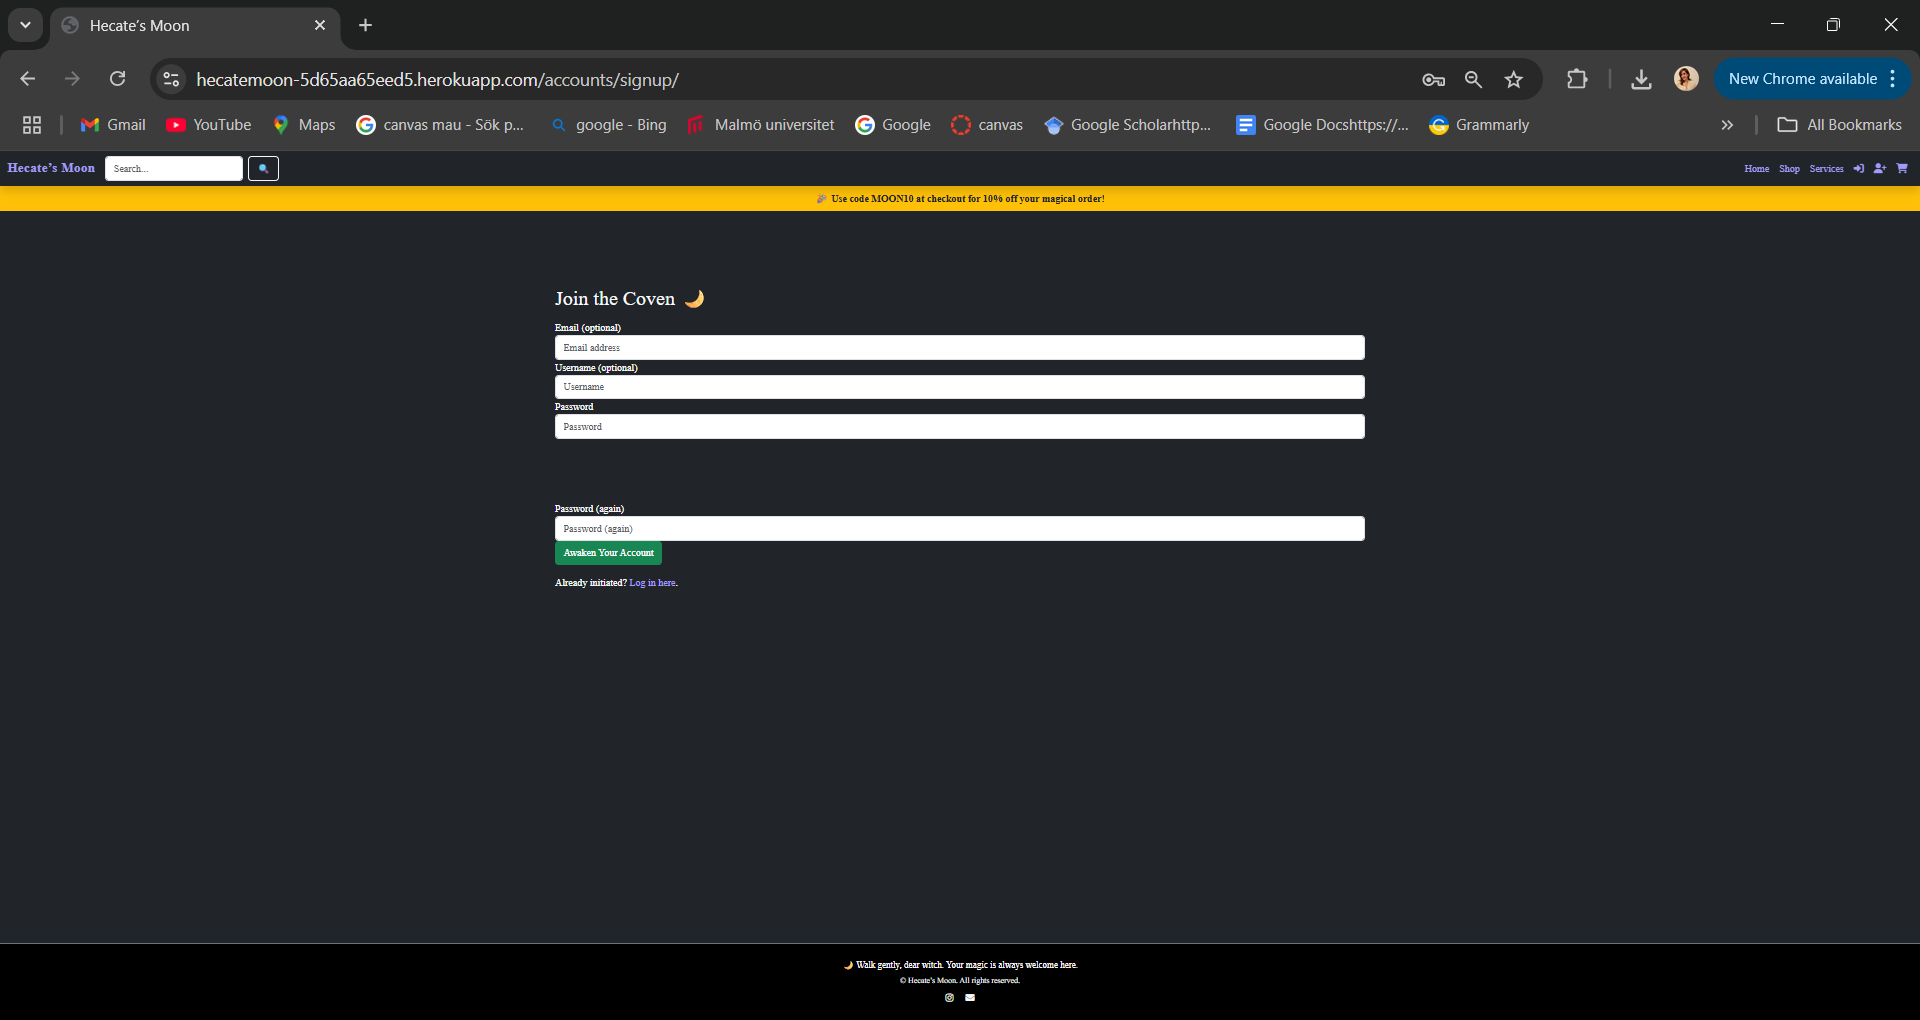 Hecate's Moon
hecatemoon-5d65aa65eed5.herokuapp.com/accounts/signup/
New Chrome available
Gmail
YouTube
Maps
canvas mau - Sök p...
google - Bing
Malmö universitet
Google
canvas
Google Scholarhttp...
Google Docshttps://...
Grammarly
All Bookmarks
Hecate's Moon
Search...
Home
Shop
Services
Use code MOON10 at checkout for 10% off your magical order!
Join the Coven
Email (optional)
Email address
Username (optional)
Username
Password
Password
Password (again)
Password (again)
Awaken Your Account
Already initiated? Log in here.
Walk gently, dear witch. Your magic is always welcome here.
© Hecate's Moon. All rights reserved.